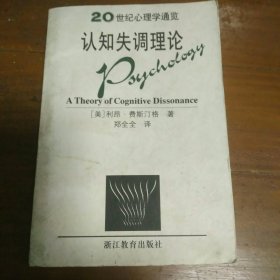 20世纪心理学通览
认知失调理论
Psychology
A Theory of Cognitive Dissonance
[美]利昂·费斯汀格 著
郑全全 译
浙江教育出版社